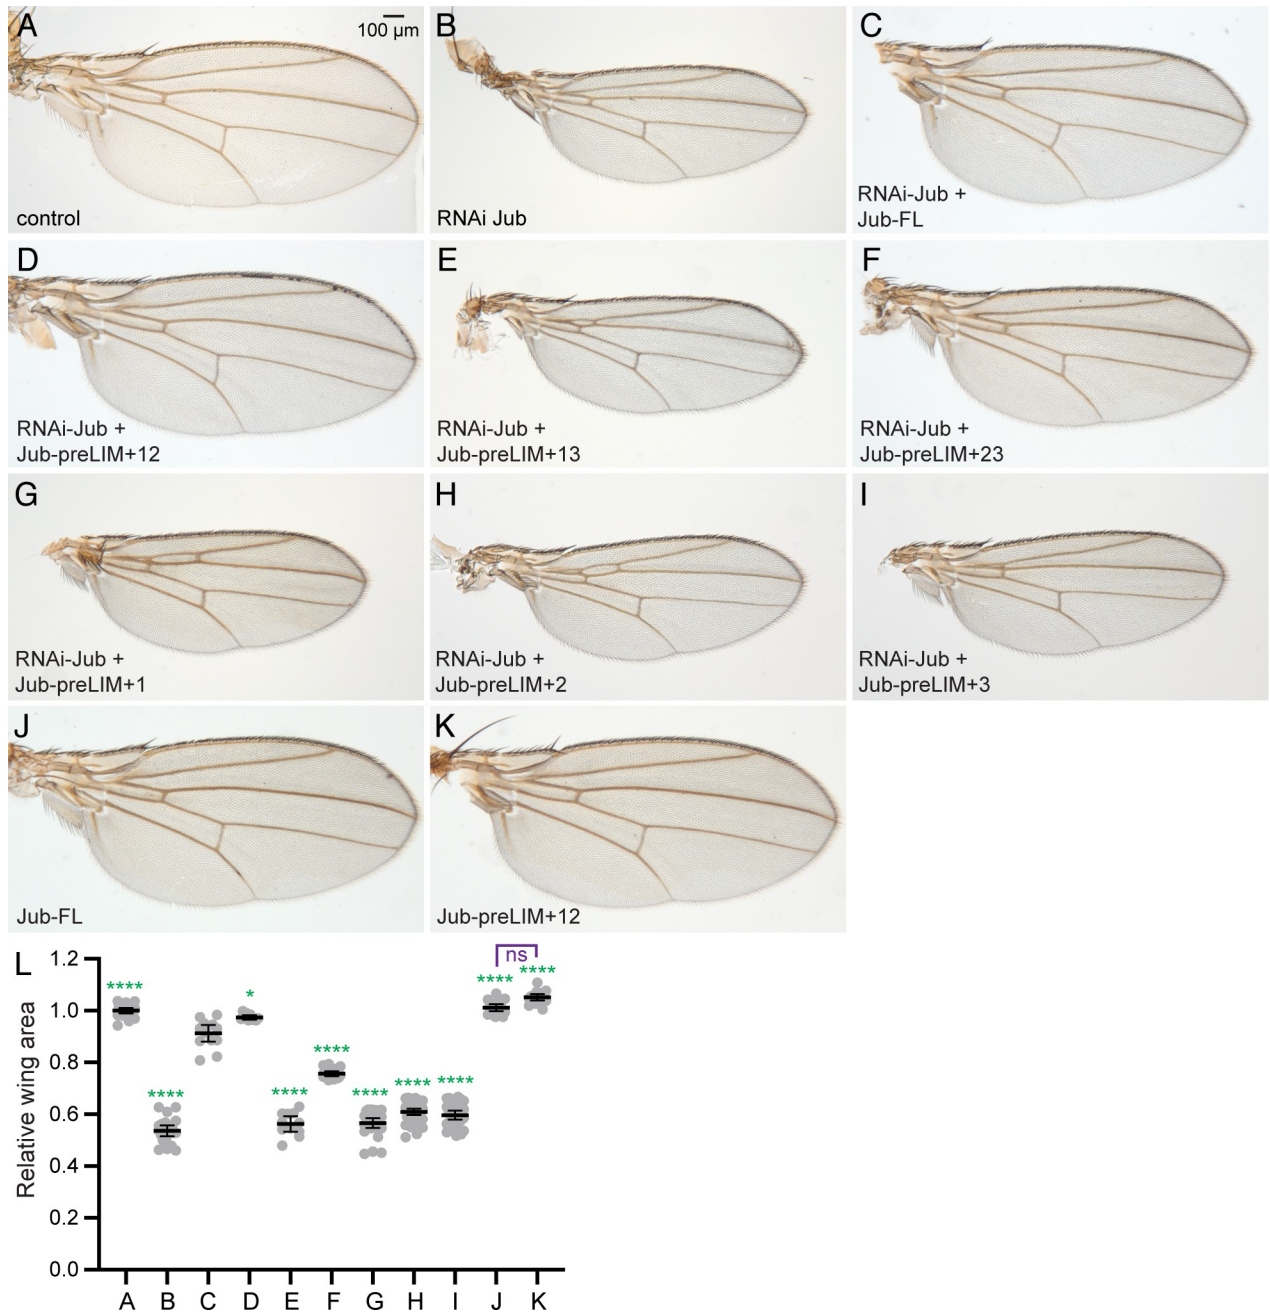 A
100 µm
control
B
RNAi Jub
C
RNAi-Jub +
Jub-FL
D
RNAi-Jub +
Jub-preLIM+12
E
RNAi-Jub +
Jub-preLIM+13
F
RNAi-Jub +
Jub-preLIM+23
G
RNAi-Jub +
Jub-preLIM+1
H
RNAi-Jub +
Jub-preLIM+2
I
RNAi-Jub +
Jub-preLIM+3
J
Jub-FL
K
Jub-preLIM+12
L
Relative wing area
1.2
1.0
0.8
0.6
0.4
0.2
0.0
ns
**** **** * **** **** **** **** **** **** ****
A B C D E F G H I J K